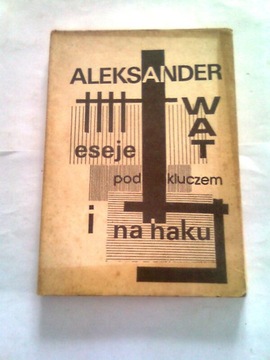 ALEKSANDER
WAT
eseje
pod kluczem
i na haku